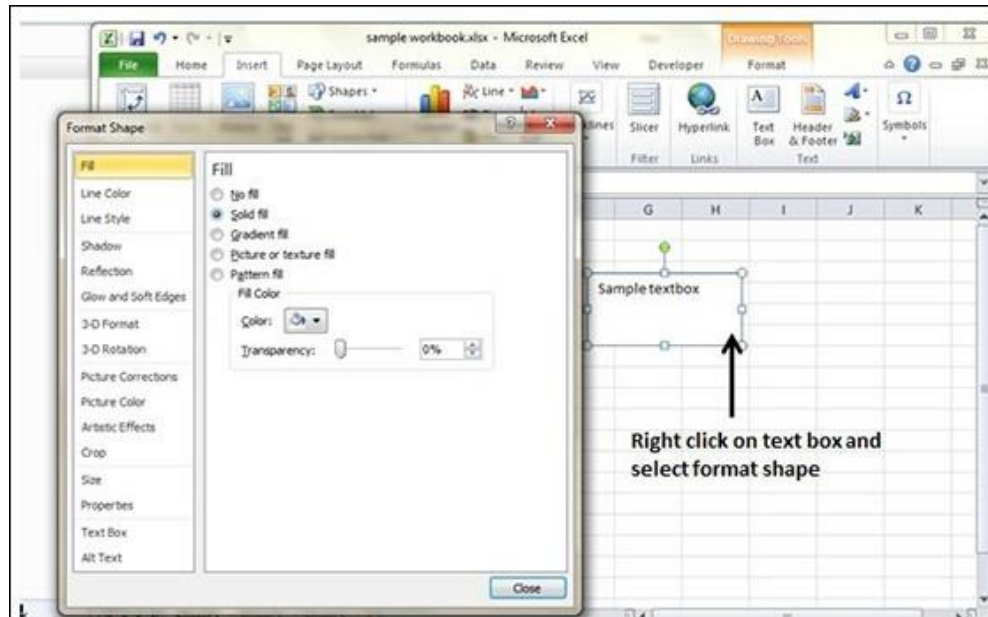 sample workbook.xlsx - Microsoft Excel
Drawing Tools
File Home Insert Page Layout Formulas Data Review View Developer Format
Shapes
Line
Slicer
Hyperlink
Text Box
Header & Footer
Symbols
Filter
Links
Text
Format Shape
Fill
Line Color
Line Style
Shadow
Reflection
Glow and Soft Edges
3-D Format
3-D Rotation
Picture Corrections
Picture Color
Artistic Effects
Crop
Size
Properties
Text Box
Alt Text
Fill
No fill
Solid fill
Gradient fill
Picture or texture fill
Pattern fill
Fill Color
Color:
Transparency: 0%
Close
G H I J K
Sample textbox
Right click on text box and
select format shape